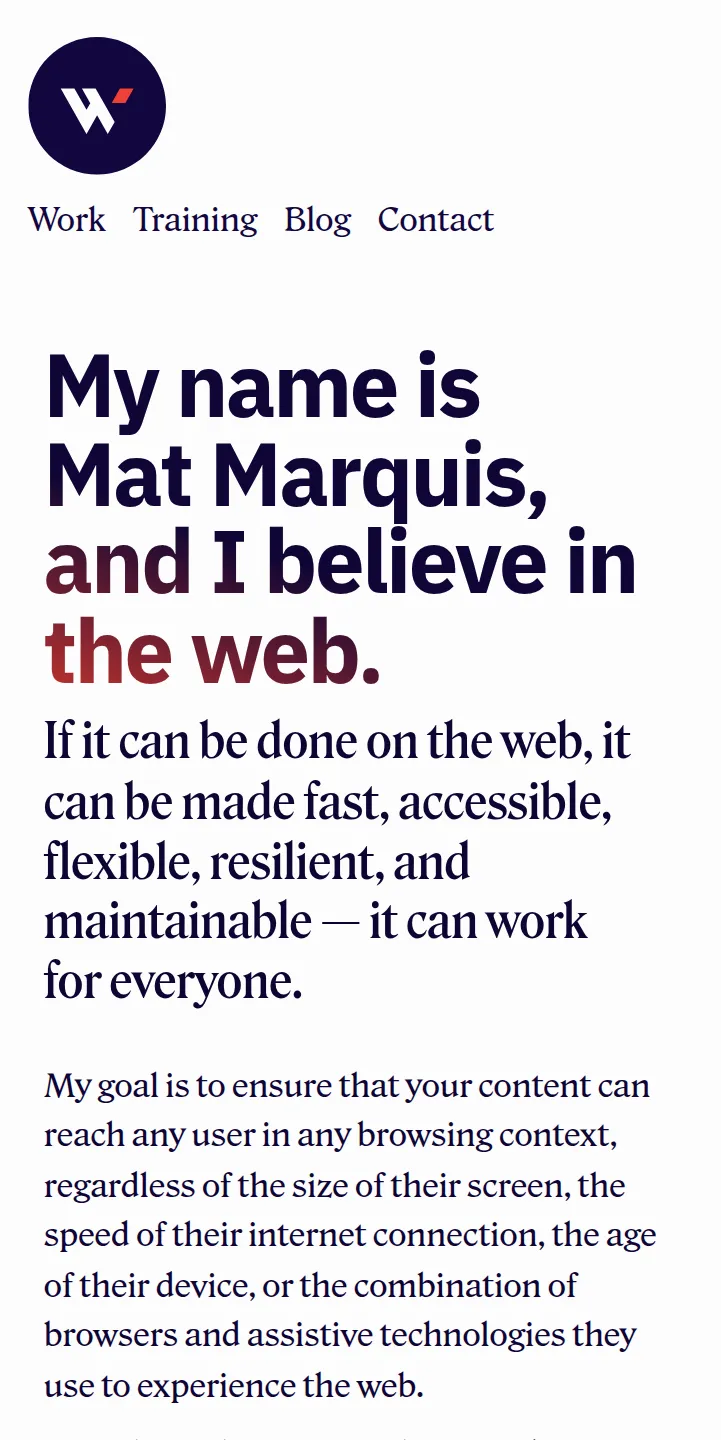 W
Work Training Blog Contact
My name is
Mat Marquis,
and I believe in
the web.
If it can be done on the web, it
can be made fast, accessible,
flexible, resilient, and
maintainable — it can work
for everyone.
My goal is to ensure that your content can
reach any user in any browsing context,
regardless of the size of their screen, the
speed of their internet connection, the age
of their device, or the combination of
browsers and assistive technologies they
use to experience the web.